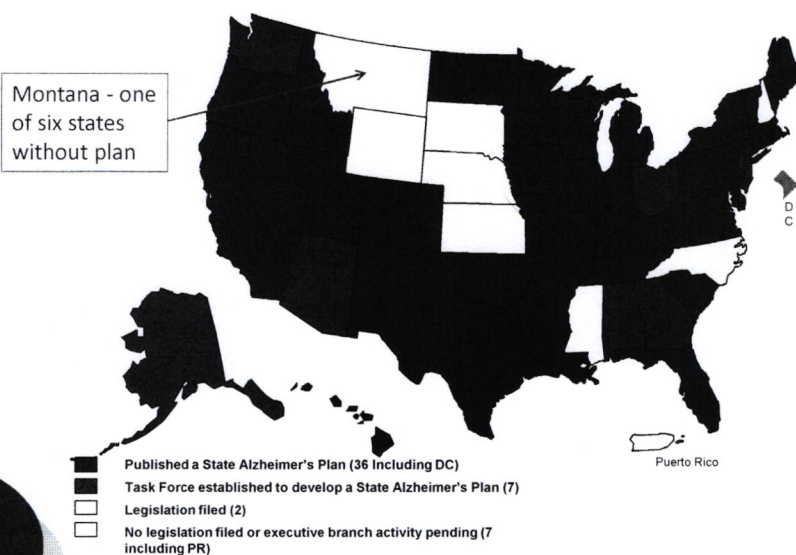 Montana - one
of six states
without plan
D
C
Puerto Rico
Published a State Alzheimer's Plan (36 Including DC)
Task Force established to develop a State Alzheimer's Plan (7)
Legislation filed (2)
No legislation filed or executive branch activity pending (7
including PR)